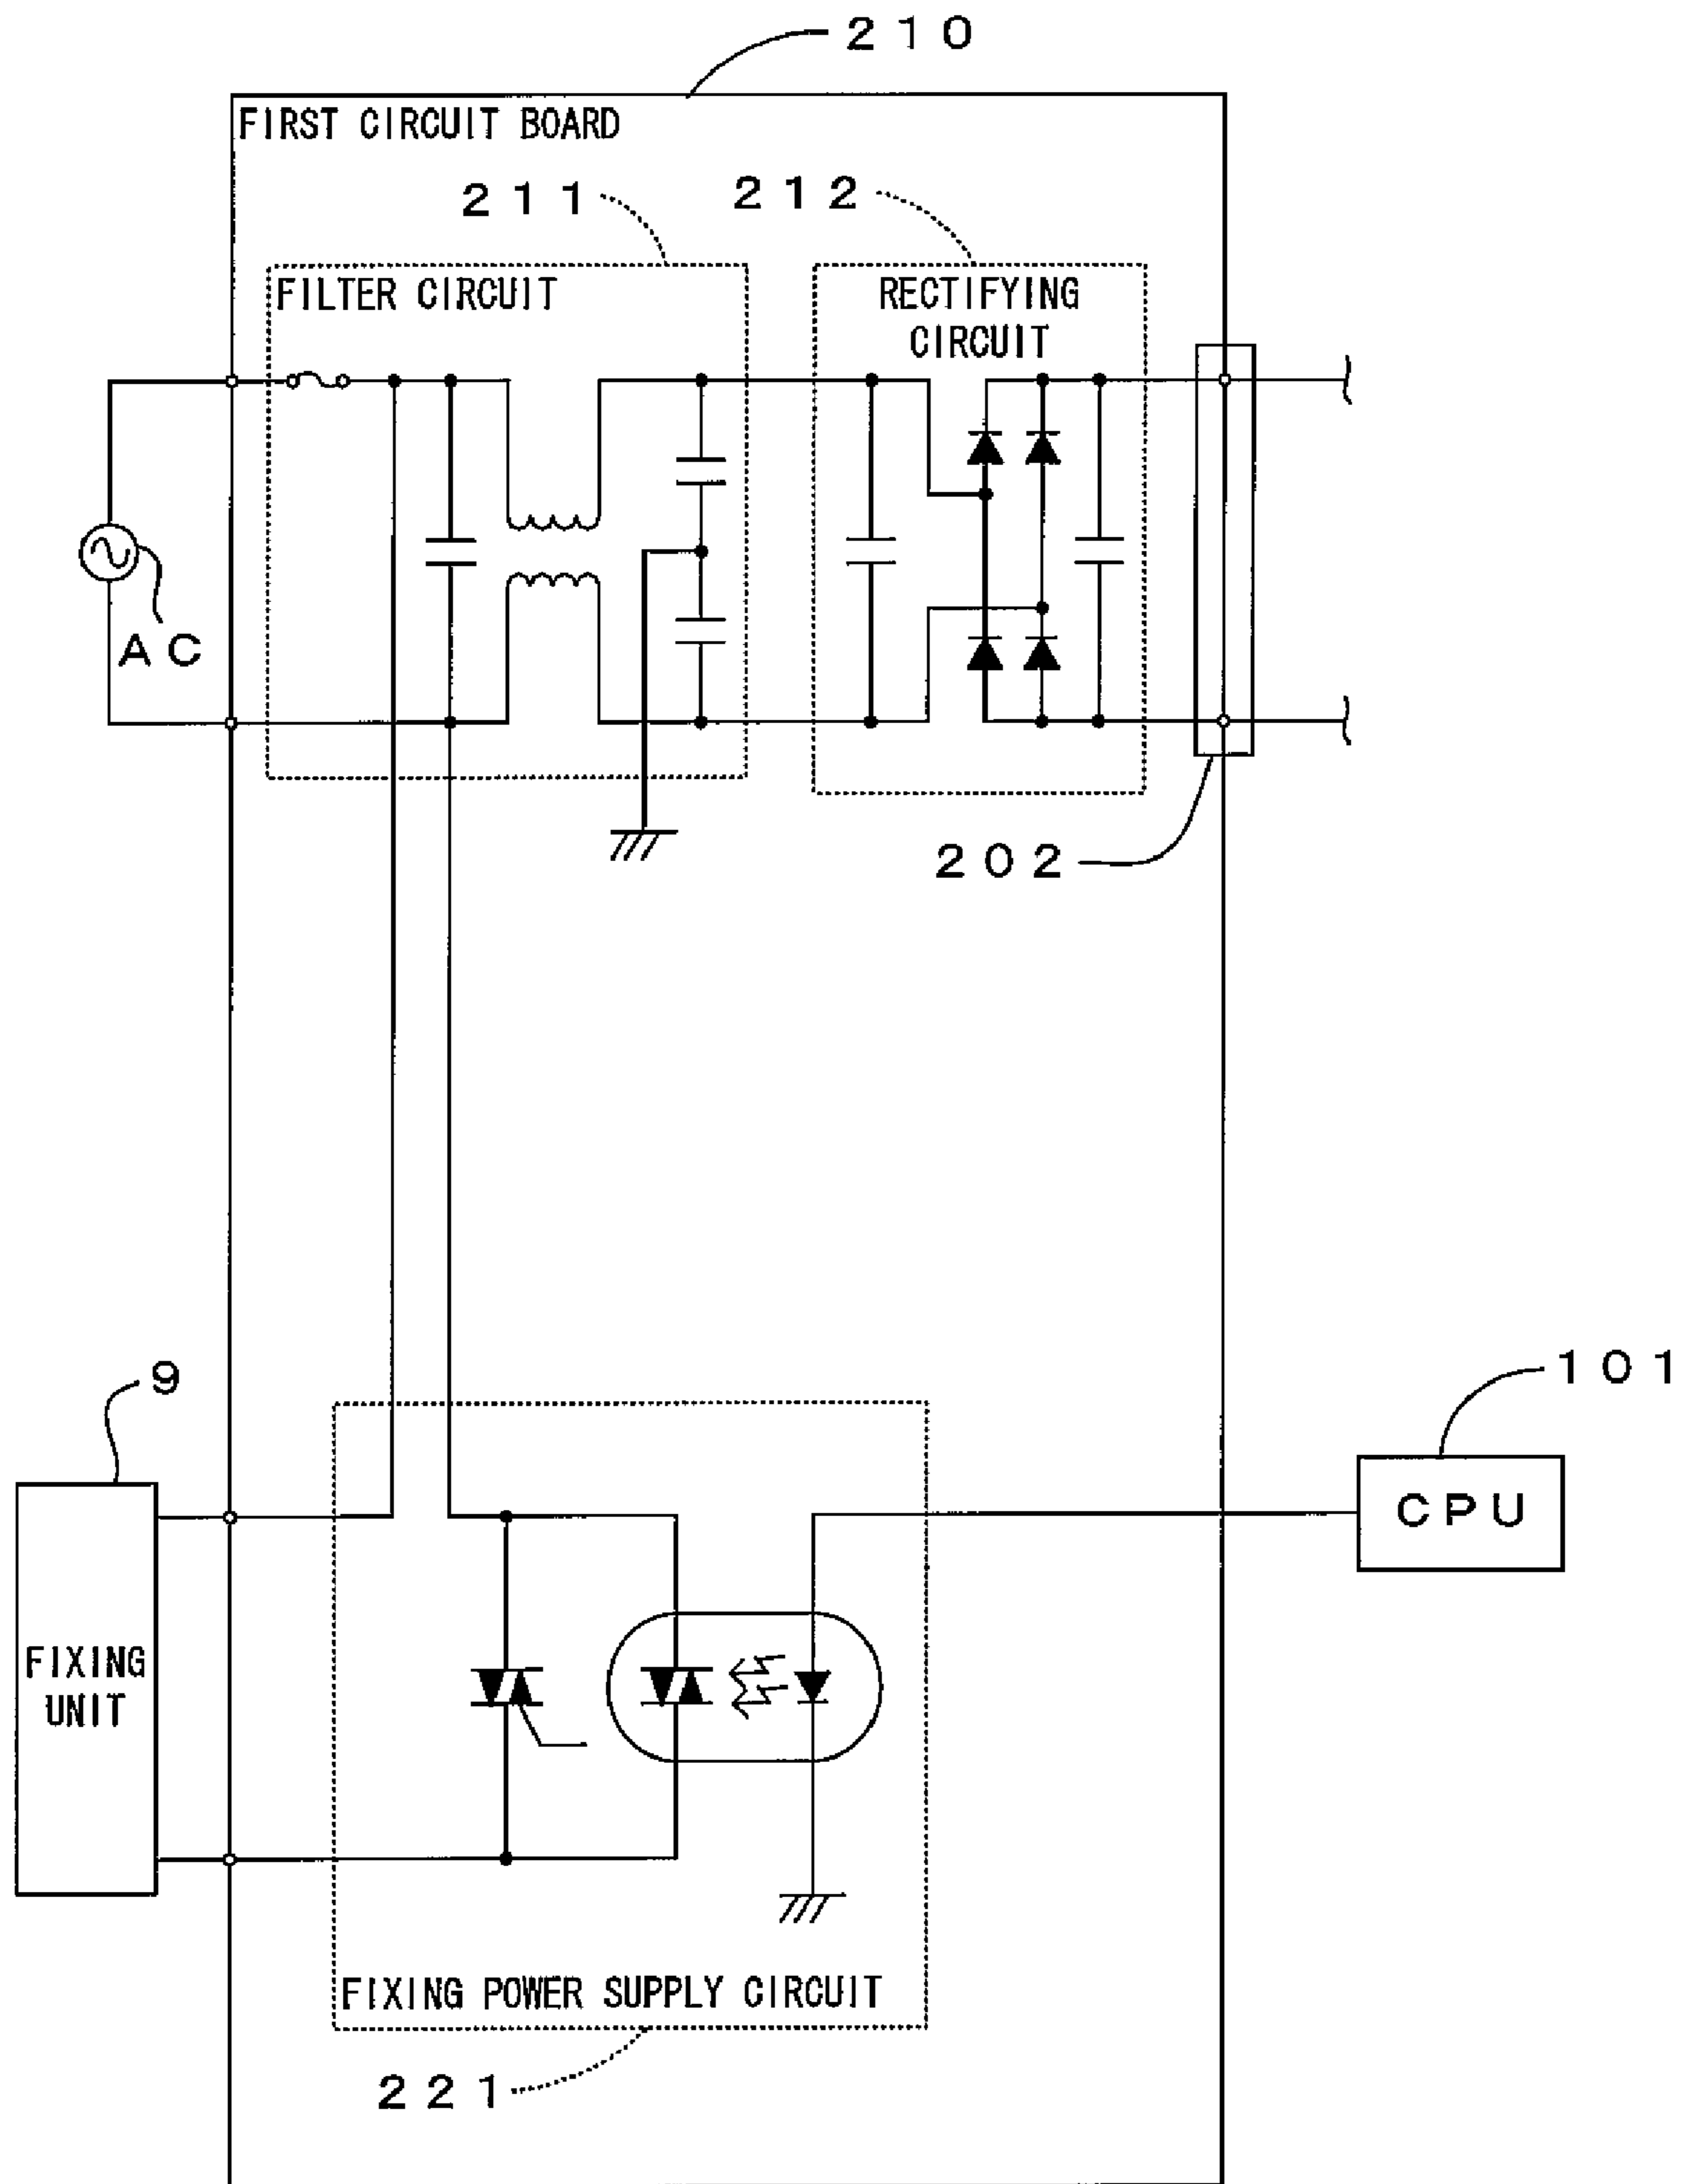 210
FIRST CIRCUIT BOARD
211
212
FILTER CIRCUIT
RECTIFYING
CIRCUIT
AC
202
9
101
CPU
FIXING
UNIT
FIXING POWER SUPPLY CIRCUIT
221